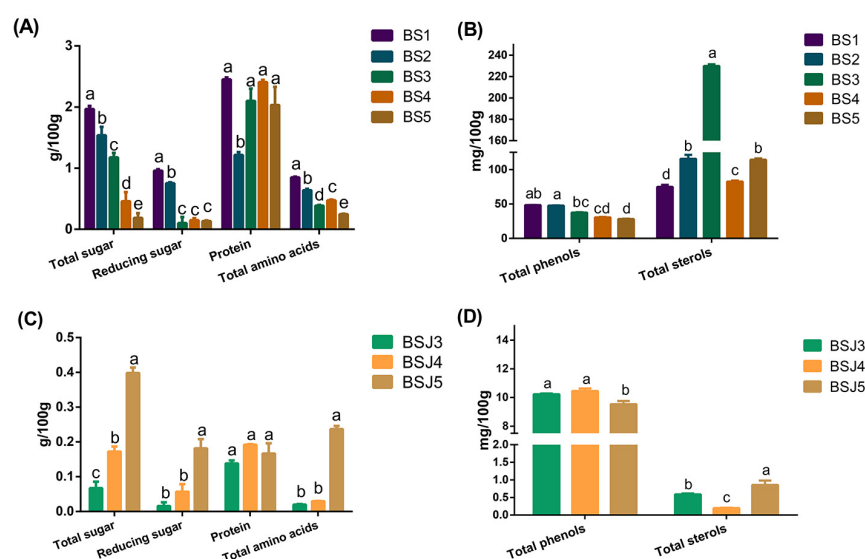 (A)
g/100g
3
2
1
0
a
b
c
d
e
a
b
c
c
c
a
b
a
a
a
a
b
d
c
e
Total sugar
Reducing sugar
Protein
Total amino acids
BS1
BS2
BS3
BS4
BS5
(B)
mg/100g
240
220
200
180
160
100
50
0
ab
a
bc
cd
d
d
b
a
c
b
Total phenols
Total sterols
BS1
BS2
BS3
BS4
BS5
(C)
g/100g
0.5
0.4
0.3
0.2
0.1
0.0
c
b
a
b
b
a
a
a
a
b
b
a
Total sugar
Reducing sugar
Protein
Total amino acids
BSJ3
BSJ4
BSJ5
(D)
mg/100g
14
12
10
8
2.0
1.5
1.0
0.5
0.0
a
a
b
b
c
a
Total phenols
Total sterols
BSJ3
BSJ4
BSJ5